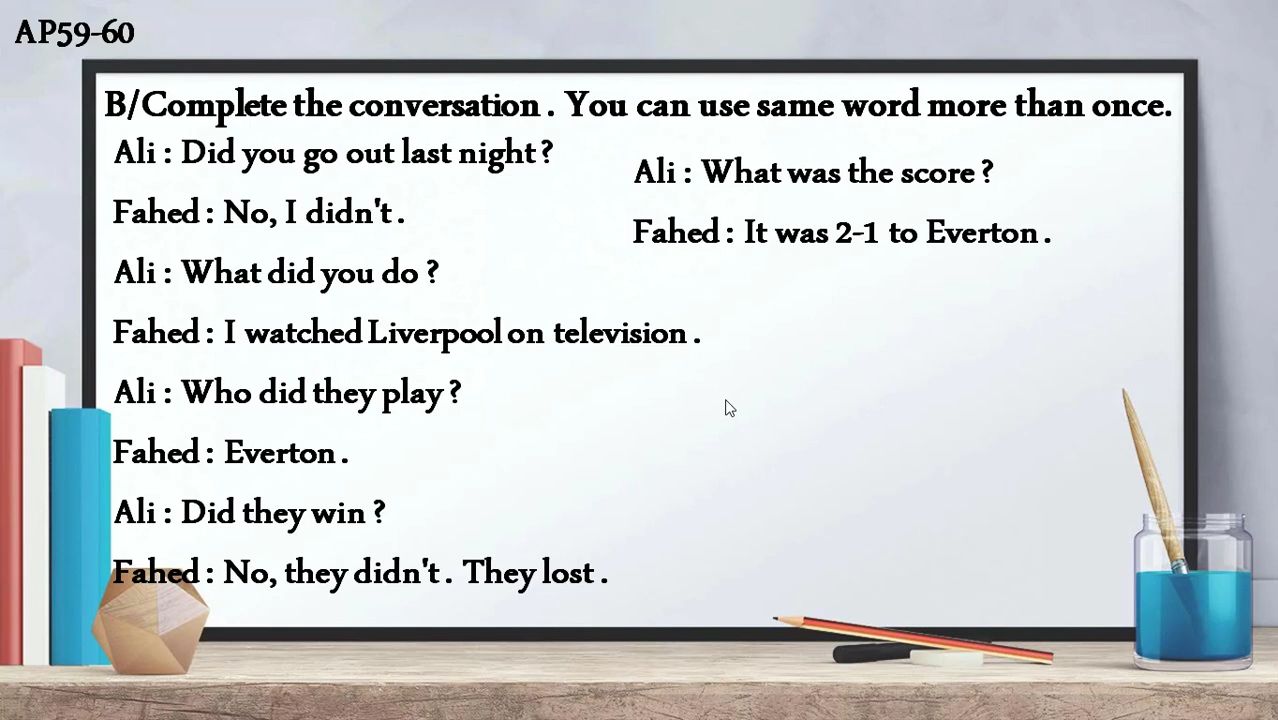 AP59-60
B/Complete the conversation . You can use same word more than once.
Ali : Did you go out last night ?
Fahed : No, I didn't .
Ali : What did you do ?
Fahed : I watched Liverpool on television .
Ali : Who did they play ?
Fahed : Everton .
Ali : Did they win ?
Fahed : No, they didn't . They lost .
Ali : What was the score ?
Fahed : It was 2-1 to Everton .